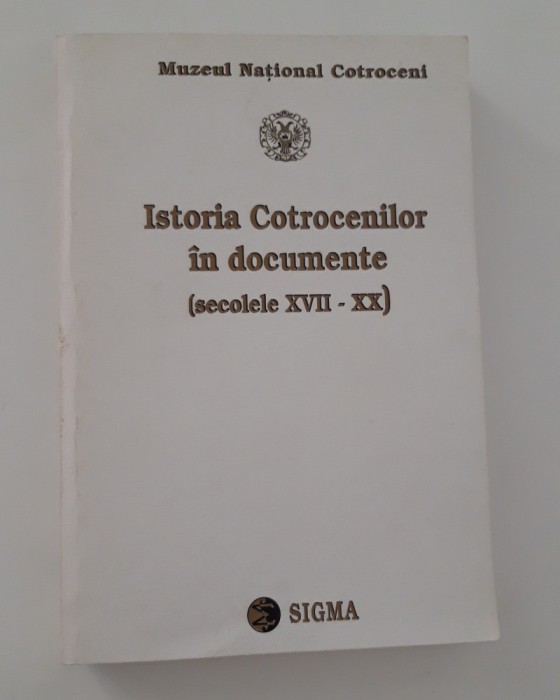 Muzeul Național Cotroceni
Istoria Cotrocenilor
în documente
(secolele XVII - XX)
SIGMA